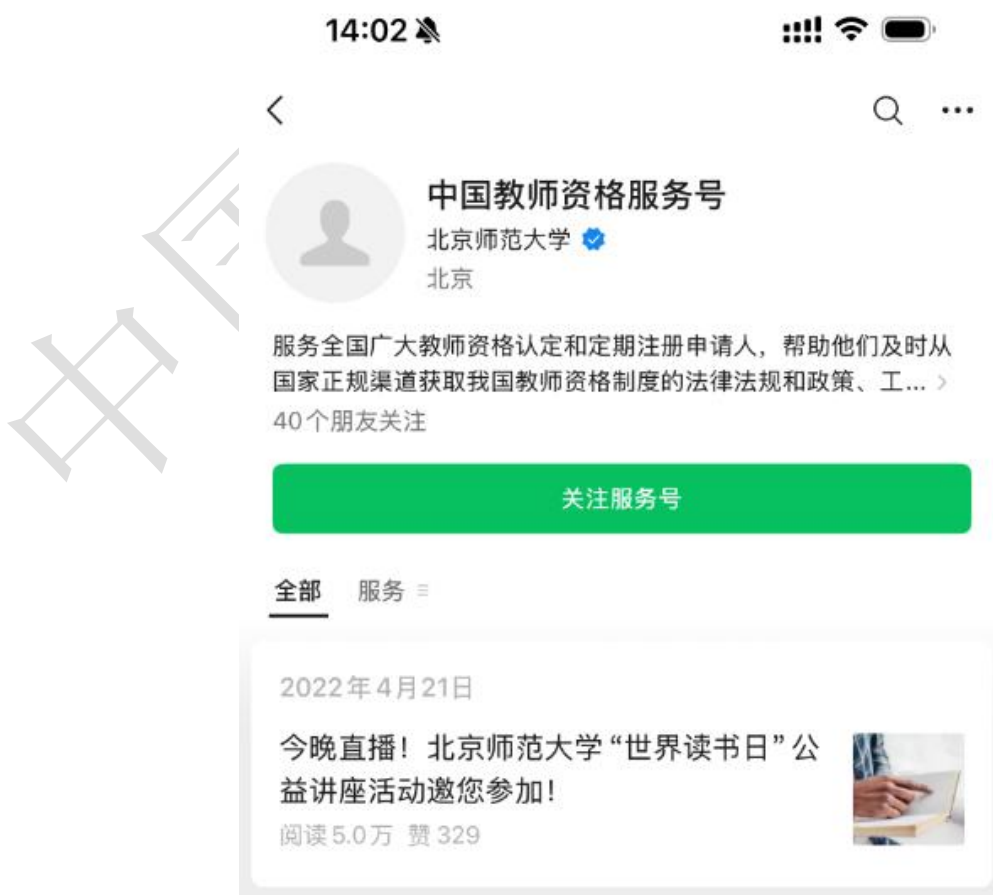 14:02
中国教师资格服务号
北京师范大学
北京
服务全国广大教师资格认定和定期注册申请人，帮助他们及时从
国家正规渠道获取我国教师资格制度的法律法规和政策、工...
40个朋友关注
关注服务号
全部 服务
2022年4月21日
今晚直播！北京师范大学“世界读书日”公
益讲座活动邀您参加！
阅读5.0万 赞329
中